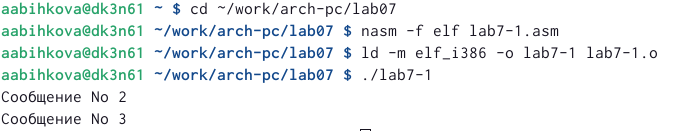 aabihkova@dk3n61 ~ $ cd ~/work/arch-pc/lab07
aabihkova@dk3n61 ~/work/arch-pc/lab07 $ nasm -f elf lab7-1.asm
aabihkova@dk3n61 ~/work/arch-pc/lab07 $ ld -m elf_i386 -o lab7-1 lab7-1.o
aabihkova@dk3n61 ~/work/arch-pc/lab07 $ ./lab7-1
Сообщение No 2
Сообщение No 3